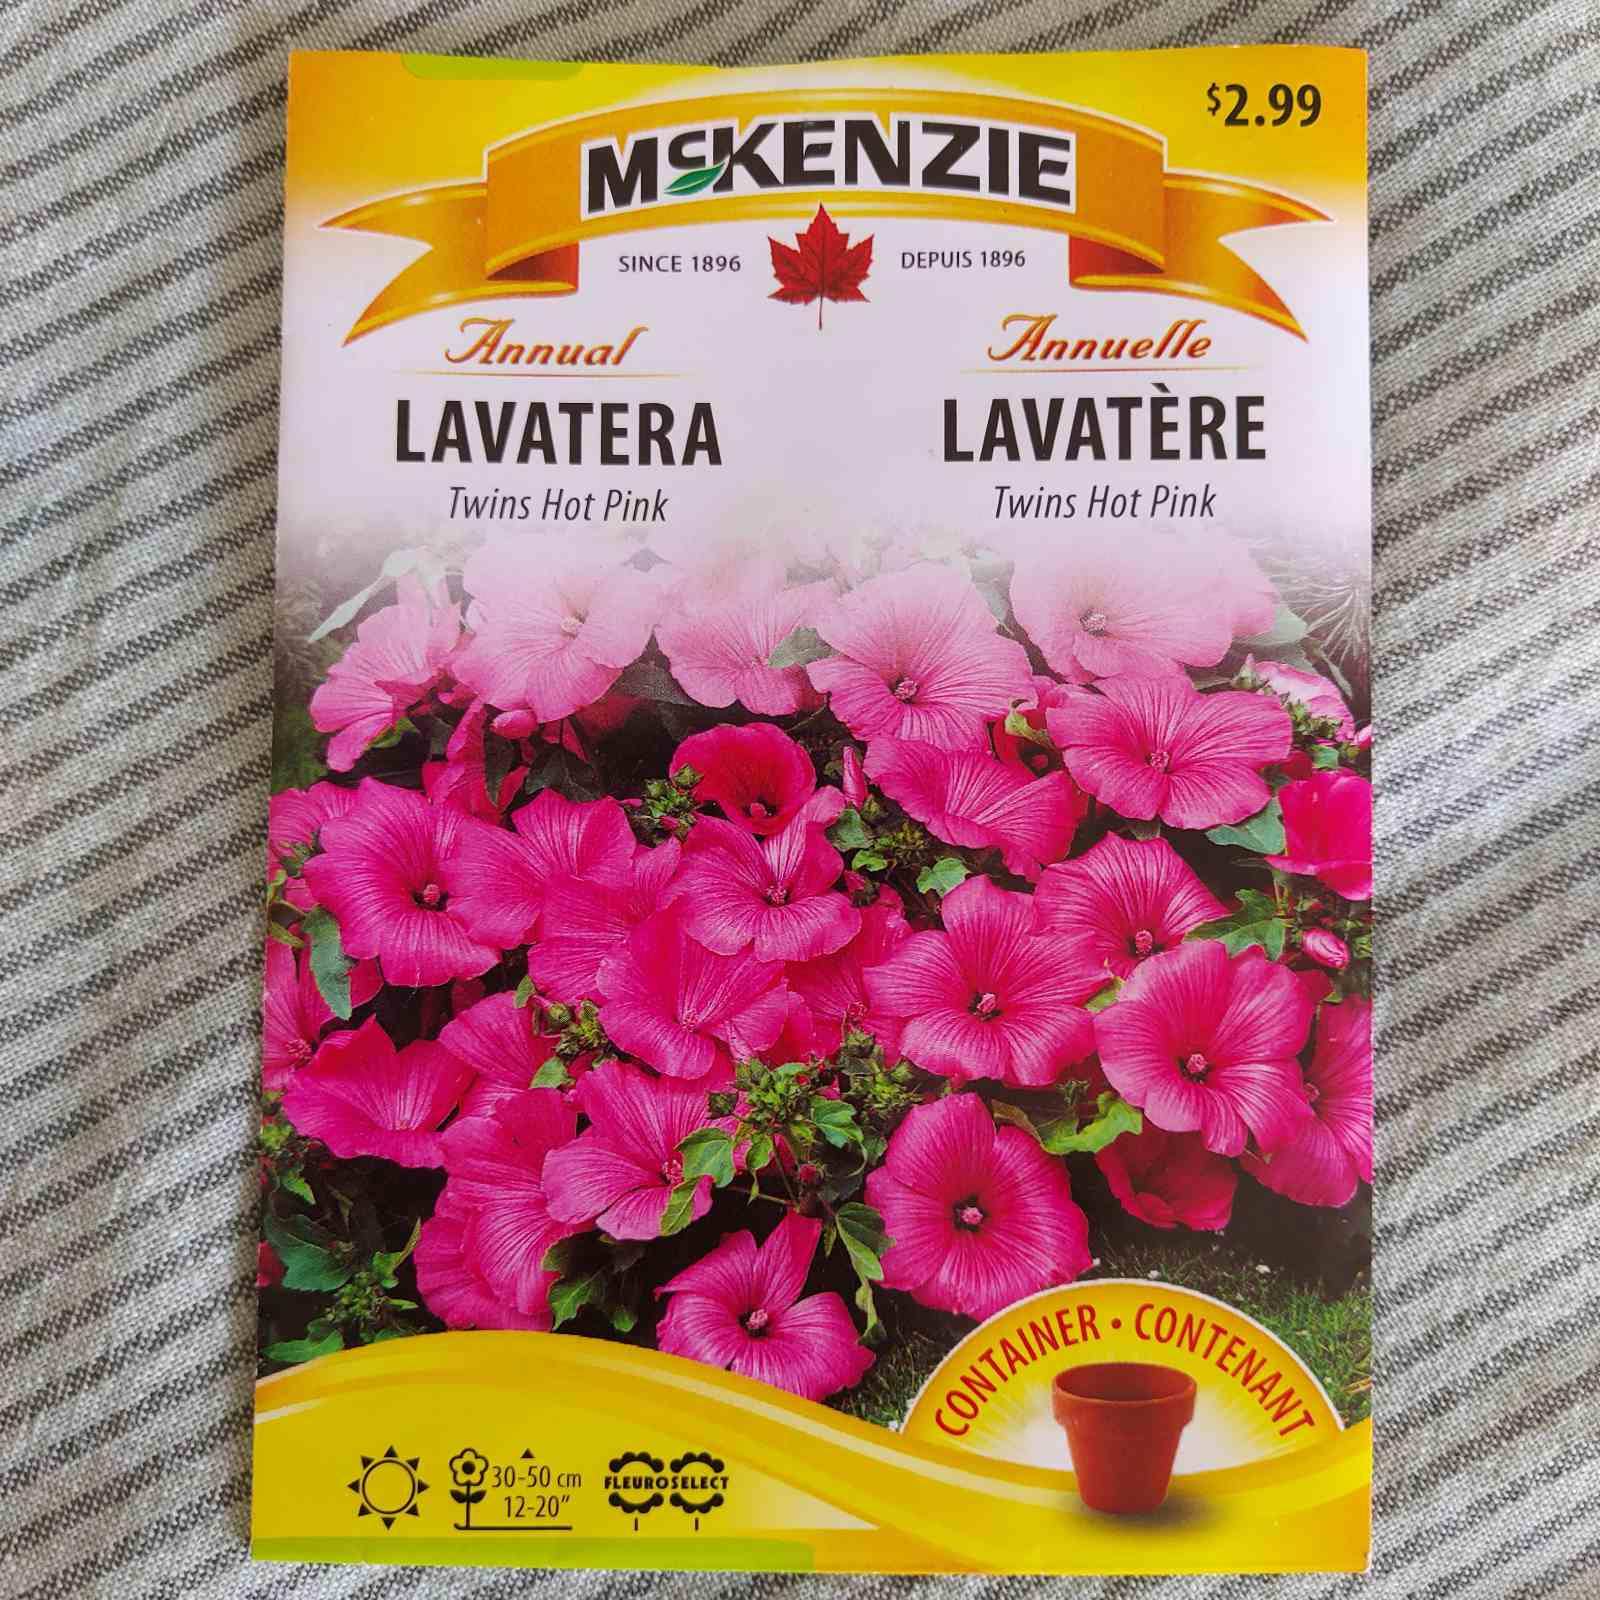 $2.99
McKENZIE
SINCE 1896
DEPUIS 1896
Annual
LAVATERA
Twins Hot Pink
Annuelle
LAVATÈRE
Twins Hot Pink
CONTAINER • CONTENANT
30-50 cm
12-20”
FLEUROSELECT